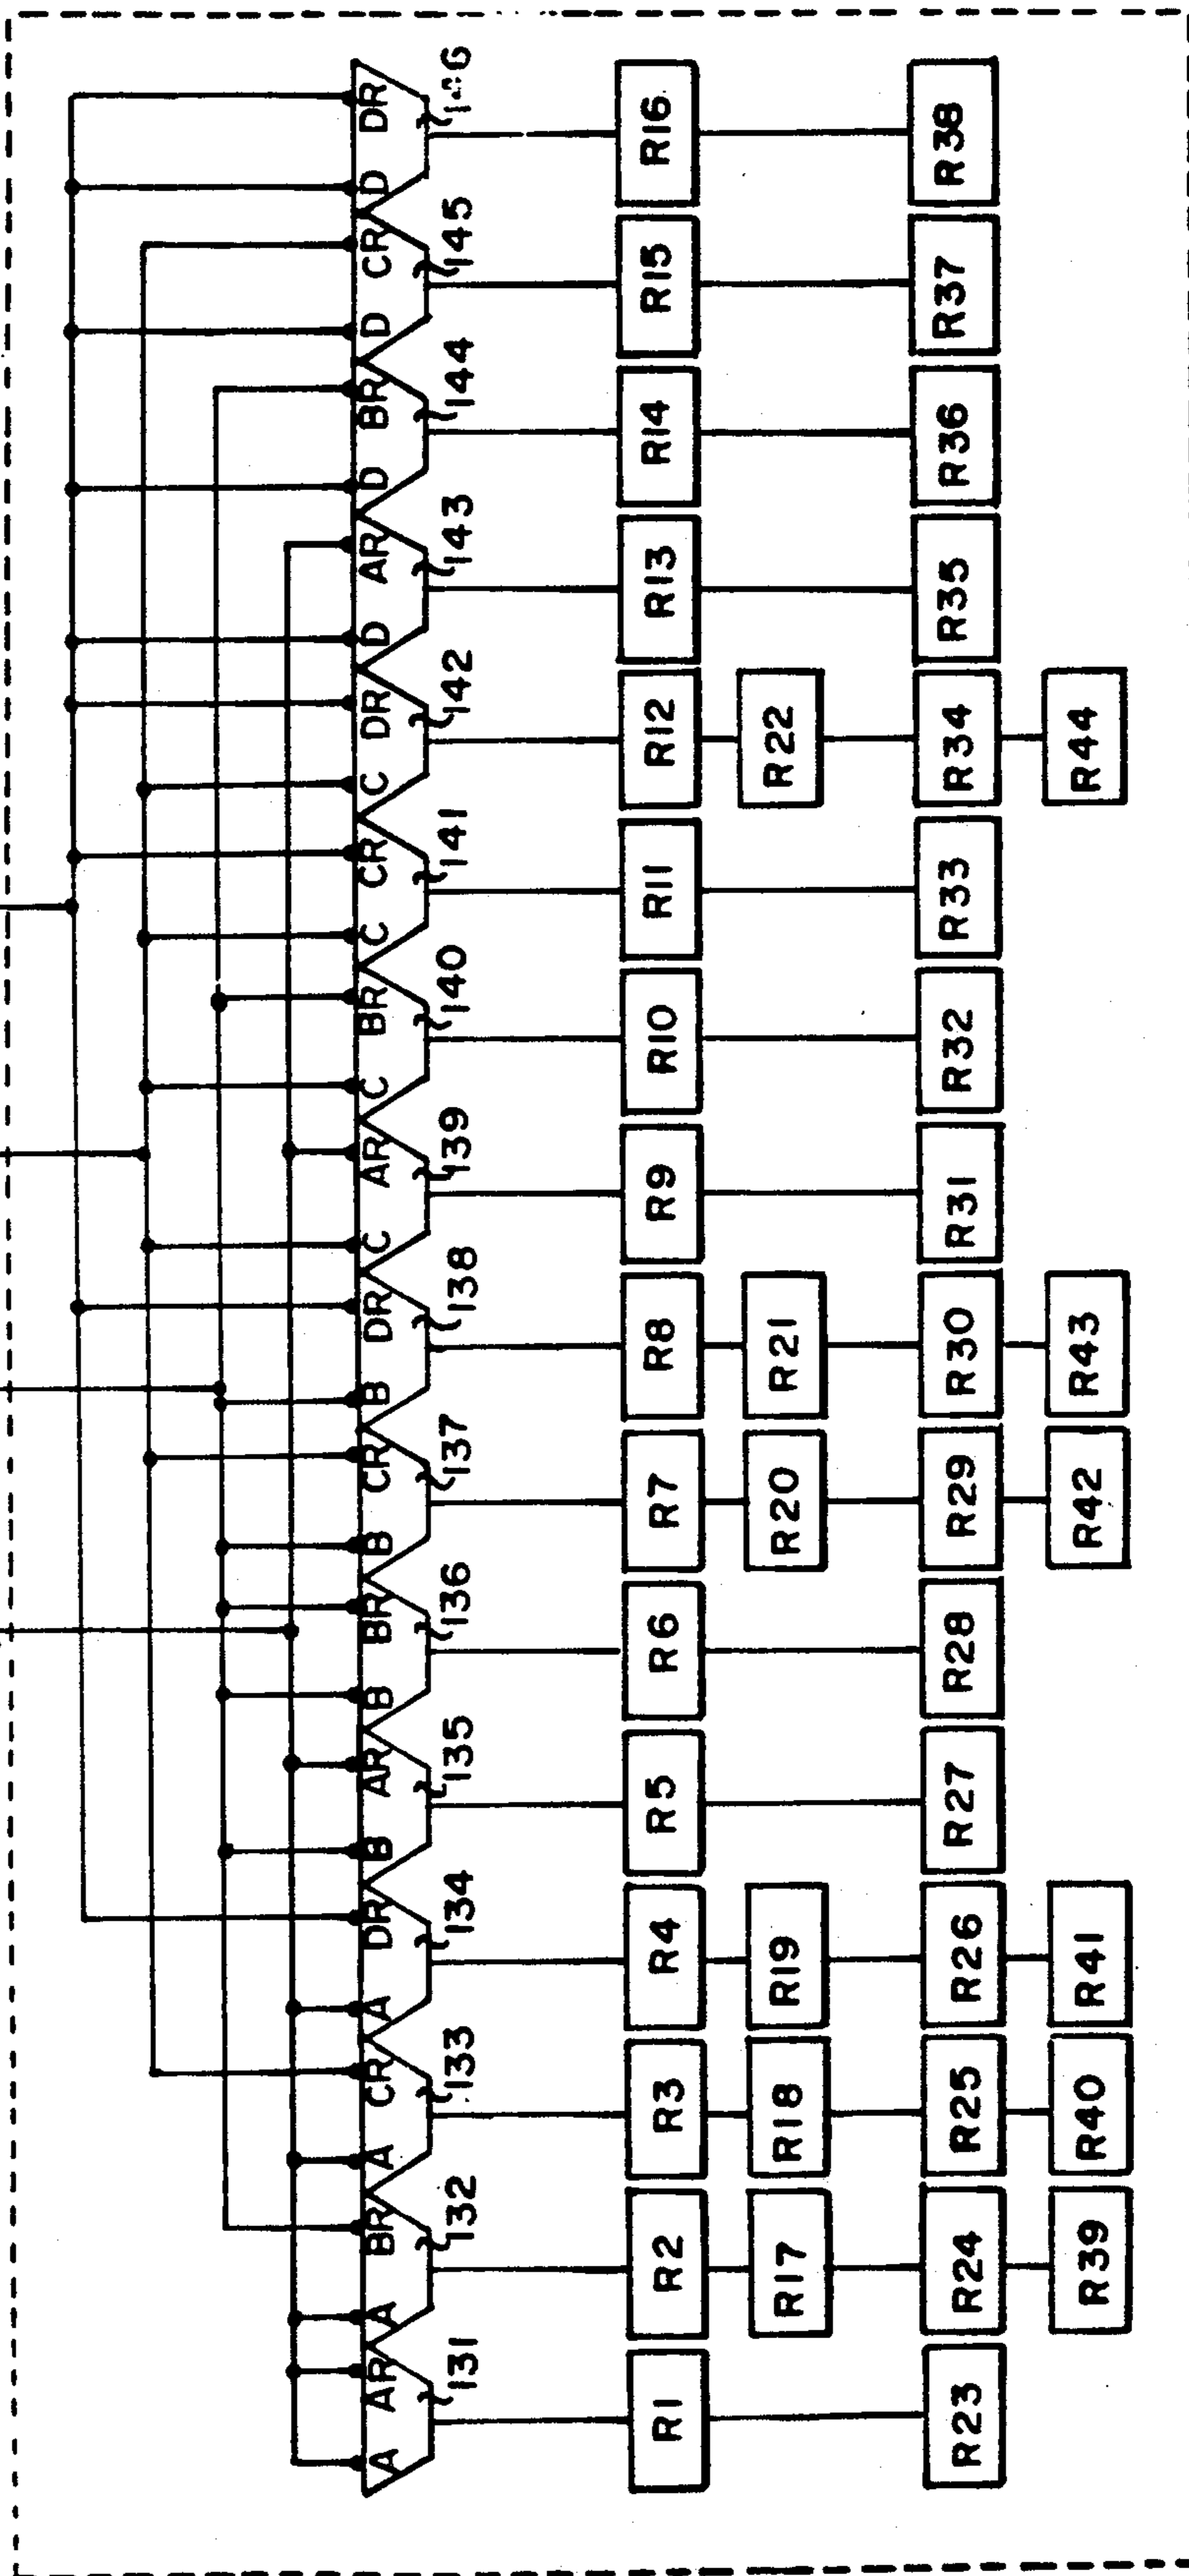 A AR A BR A CR A DR B AR B BR B CR B DR C AR C BR C CR C DR D AR D BR D CR D DR
131 132 133 134 135 136 137 138 139 140 141 142 143 144 145
R1 R2 R3 R4 R5 R6 R7 R8 R9 R10 R11 R12 R13 R14 R15 R16
R17 R18 R19 R20 R21 R22
R23 R24 R25 R26 R27 R28 R29 R30 R31 R32 R33 R34 R35 R36 R37 R38
R39 R40 R41 R42 R43 R44